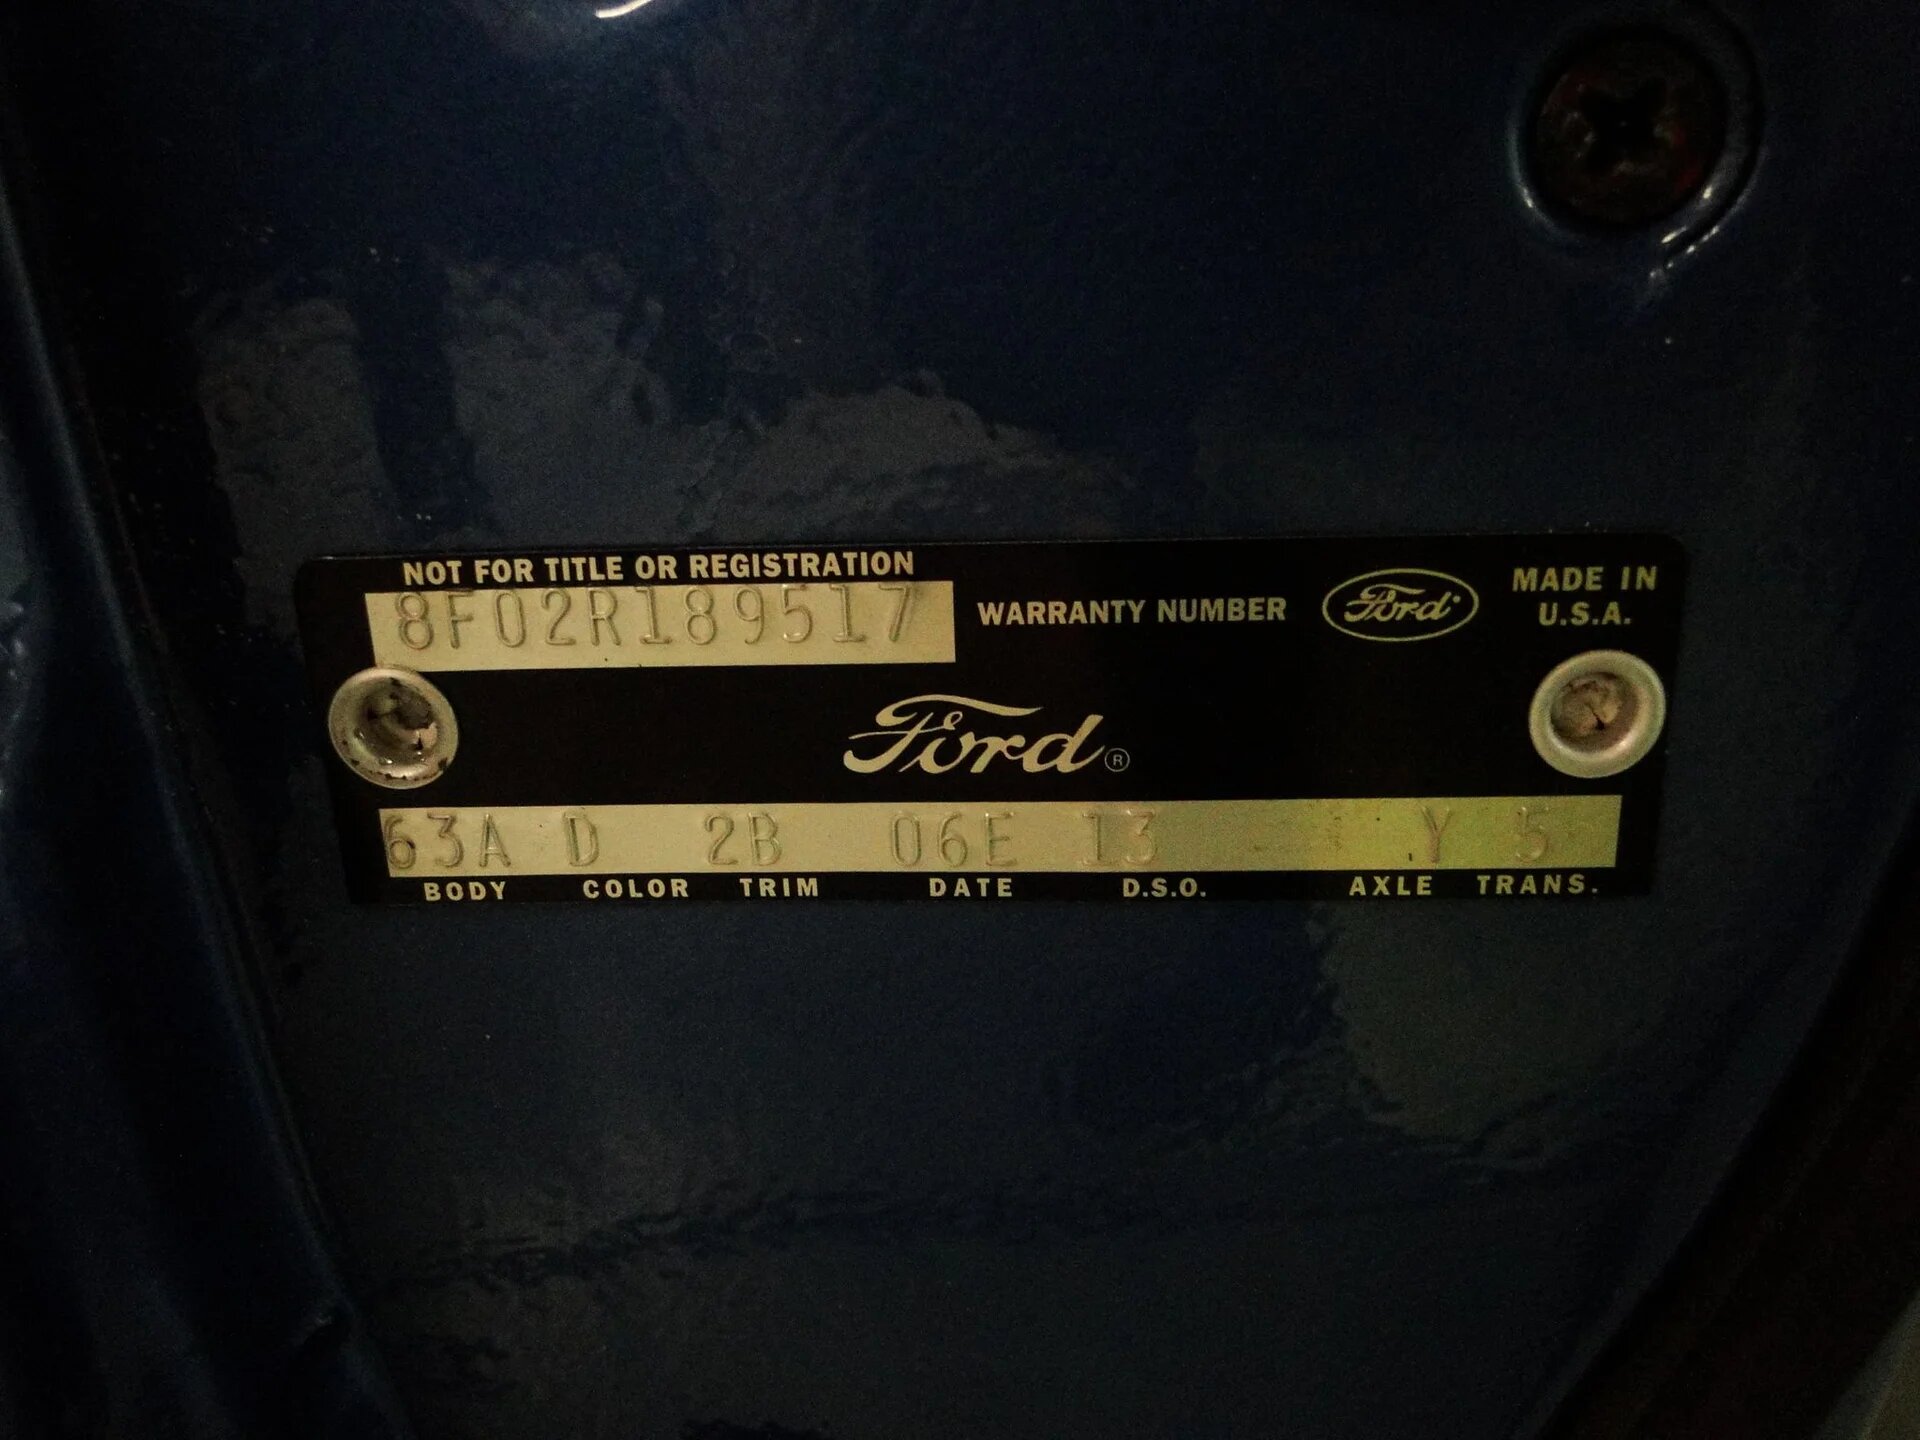 NOT FOR TITLE OR REGISTRATION
8F02R189517
WARRANTY NUMBER
Ford
MADE IN
U.S.A.
Ford®
63A D 2B 06E 13 Y 5
BODY COLOR TRIM DATE D.S.O. AXLE TRANS.